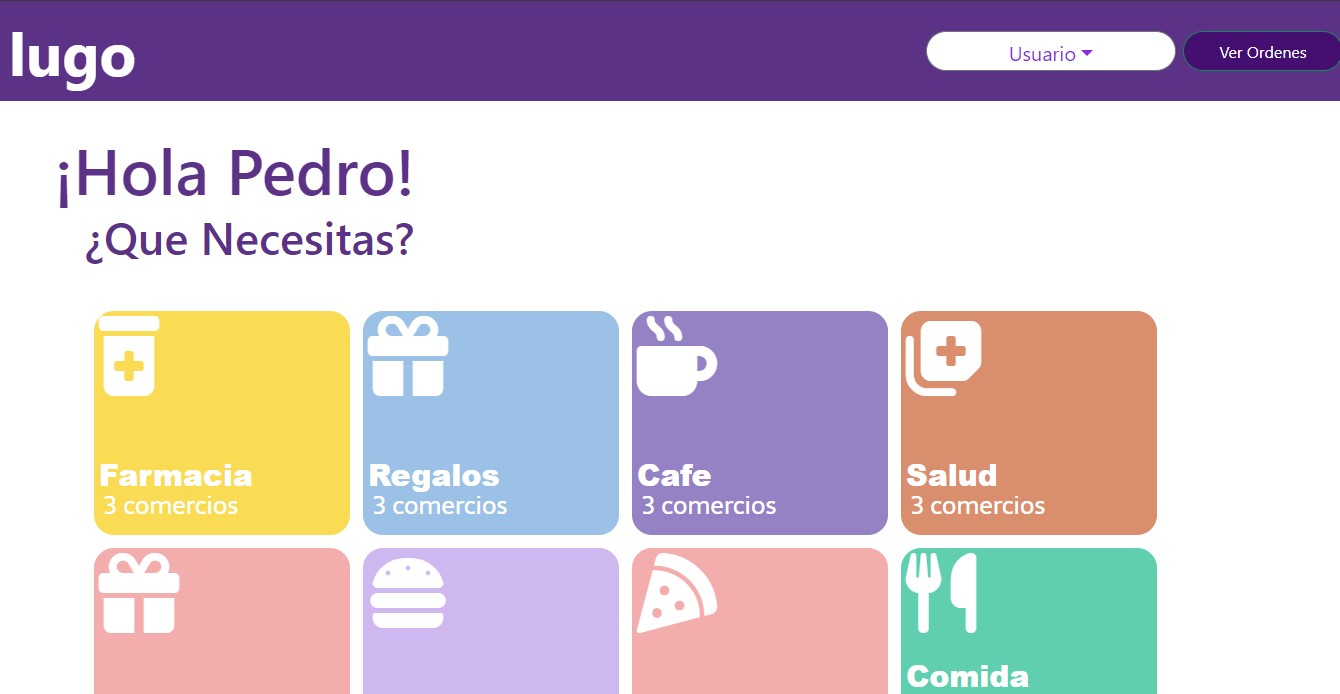 lugo
Usuario
Ver Ordenes
¡Hola Pedro!
¿Que Necesitas?
Farmacia
3 comercios
Regalos
3 comercios
Cafe
3 comercios
Salud
3 comercios
Comida